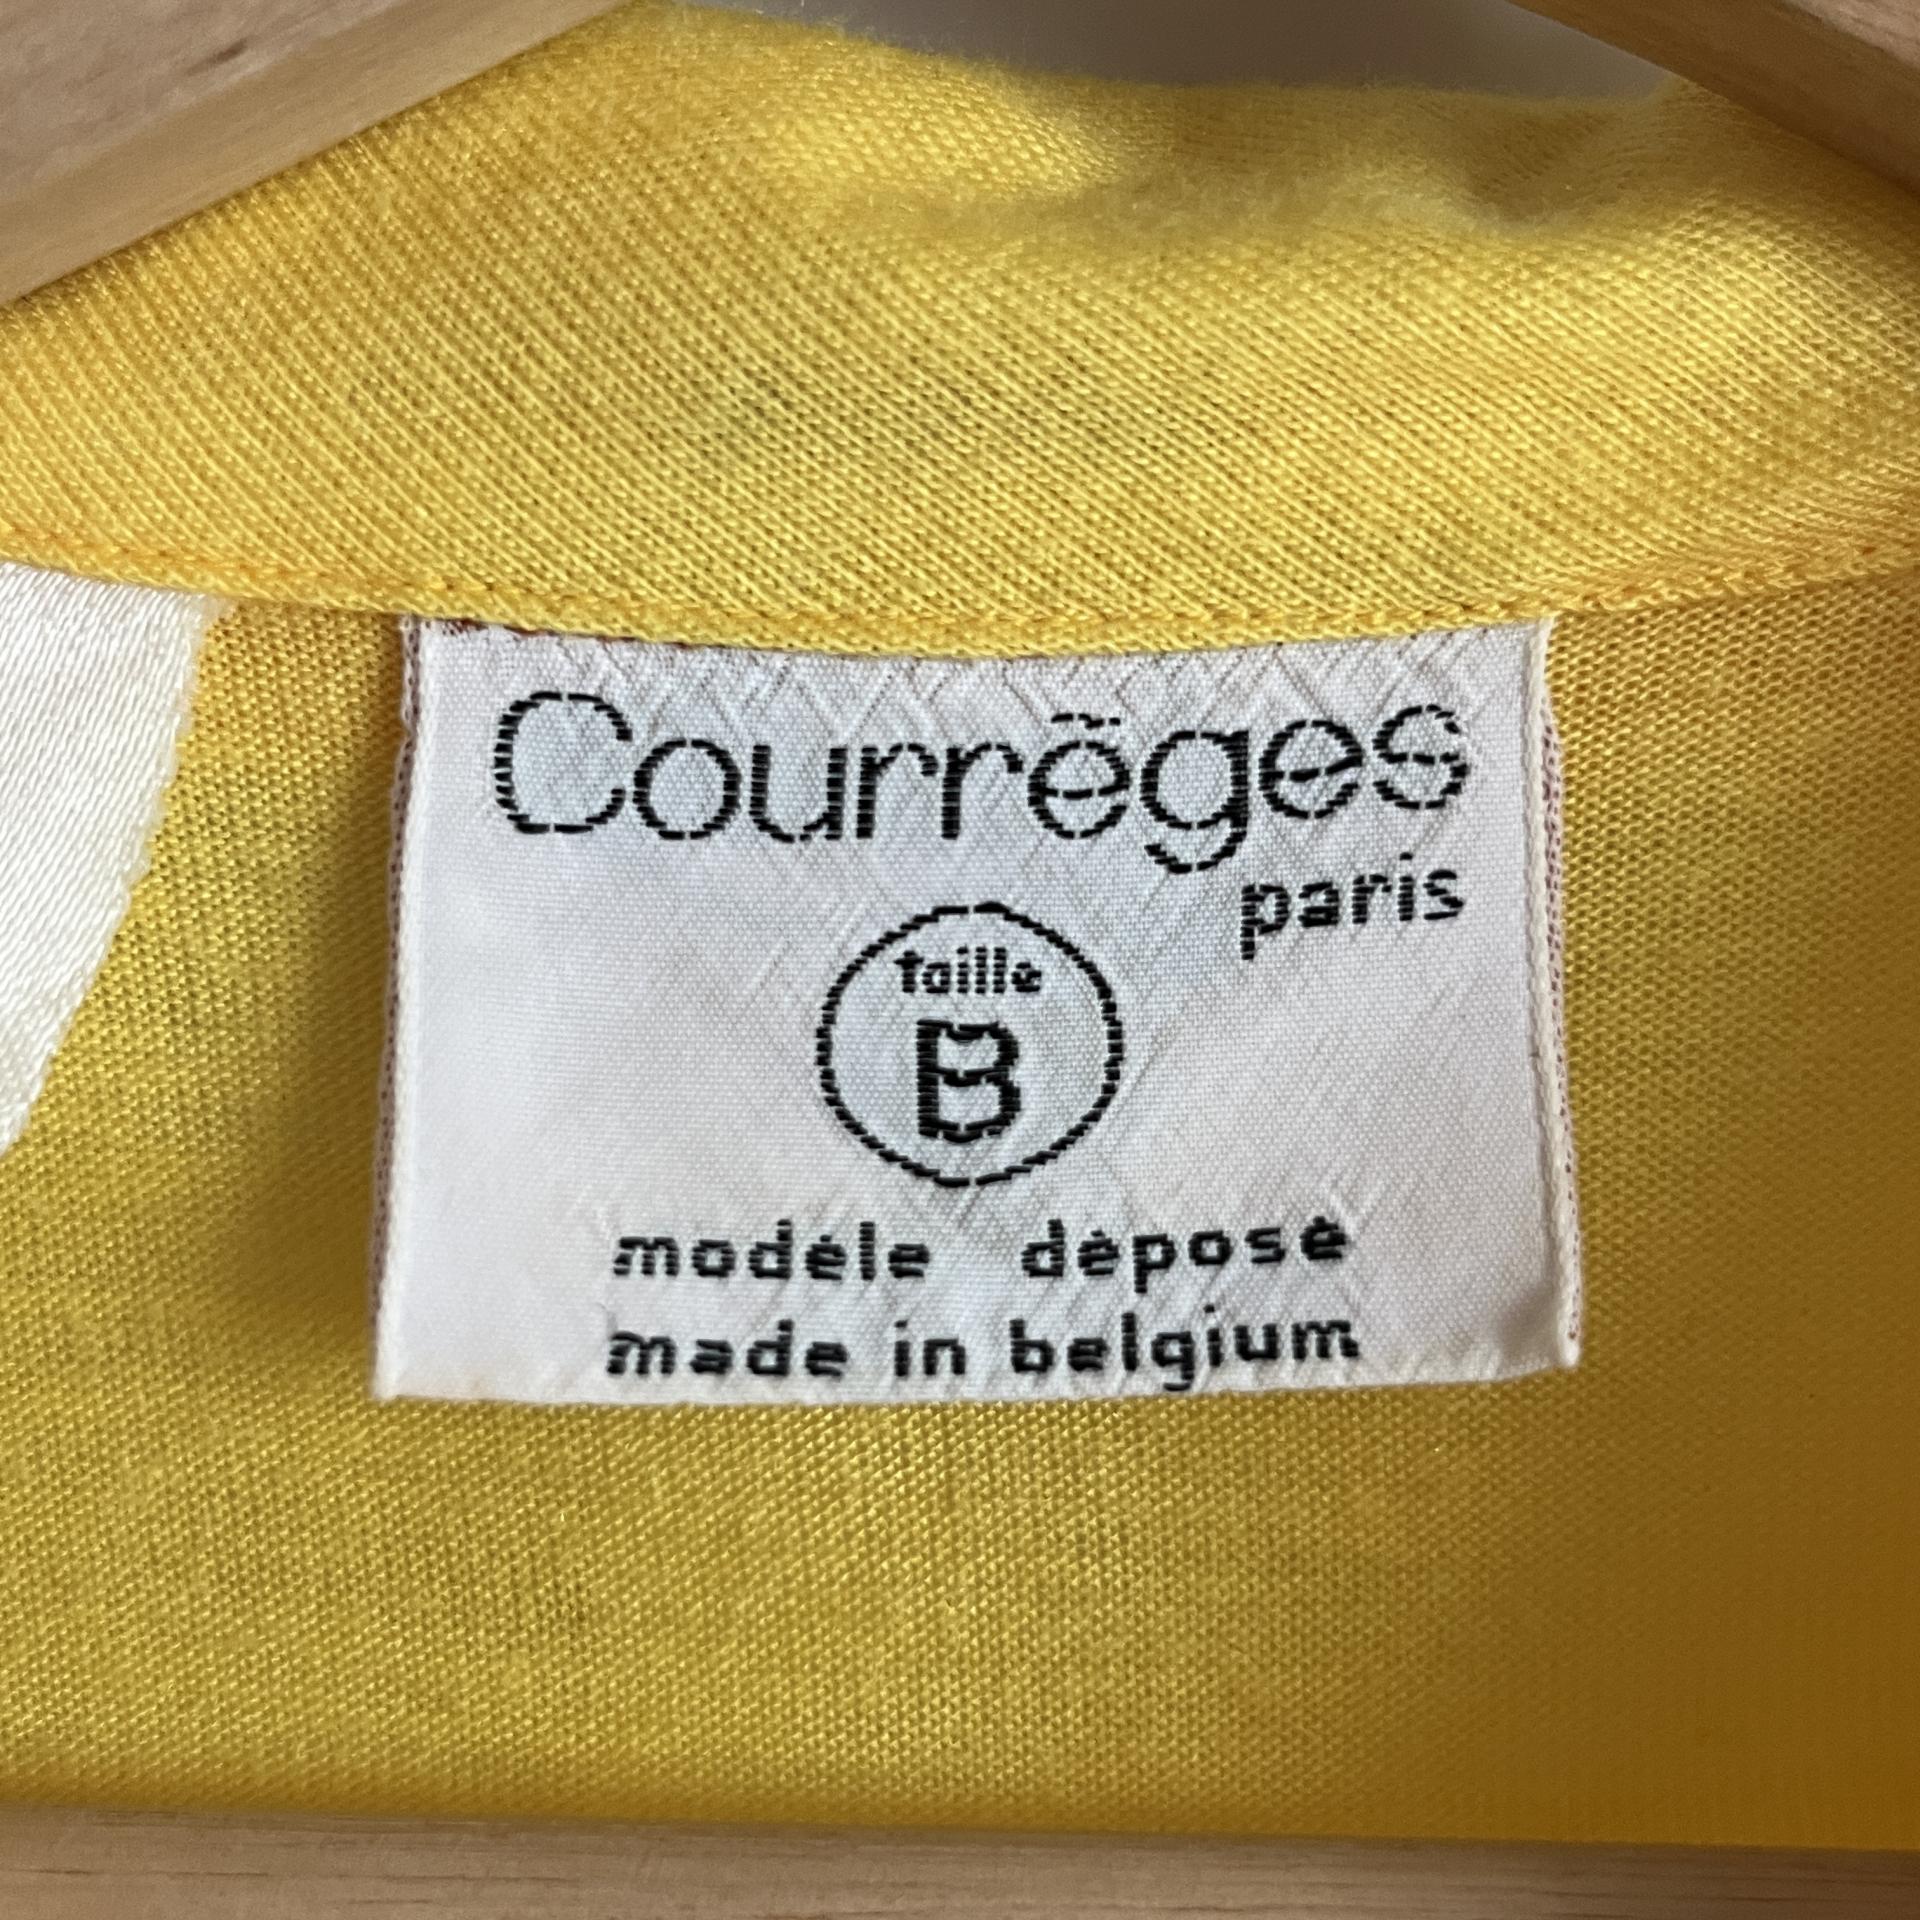 Courrèges
paris
taille
B
modèle déposé
made in belgium